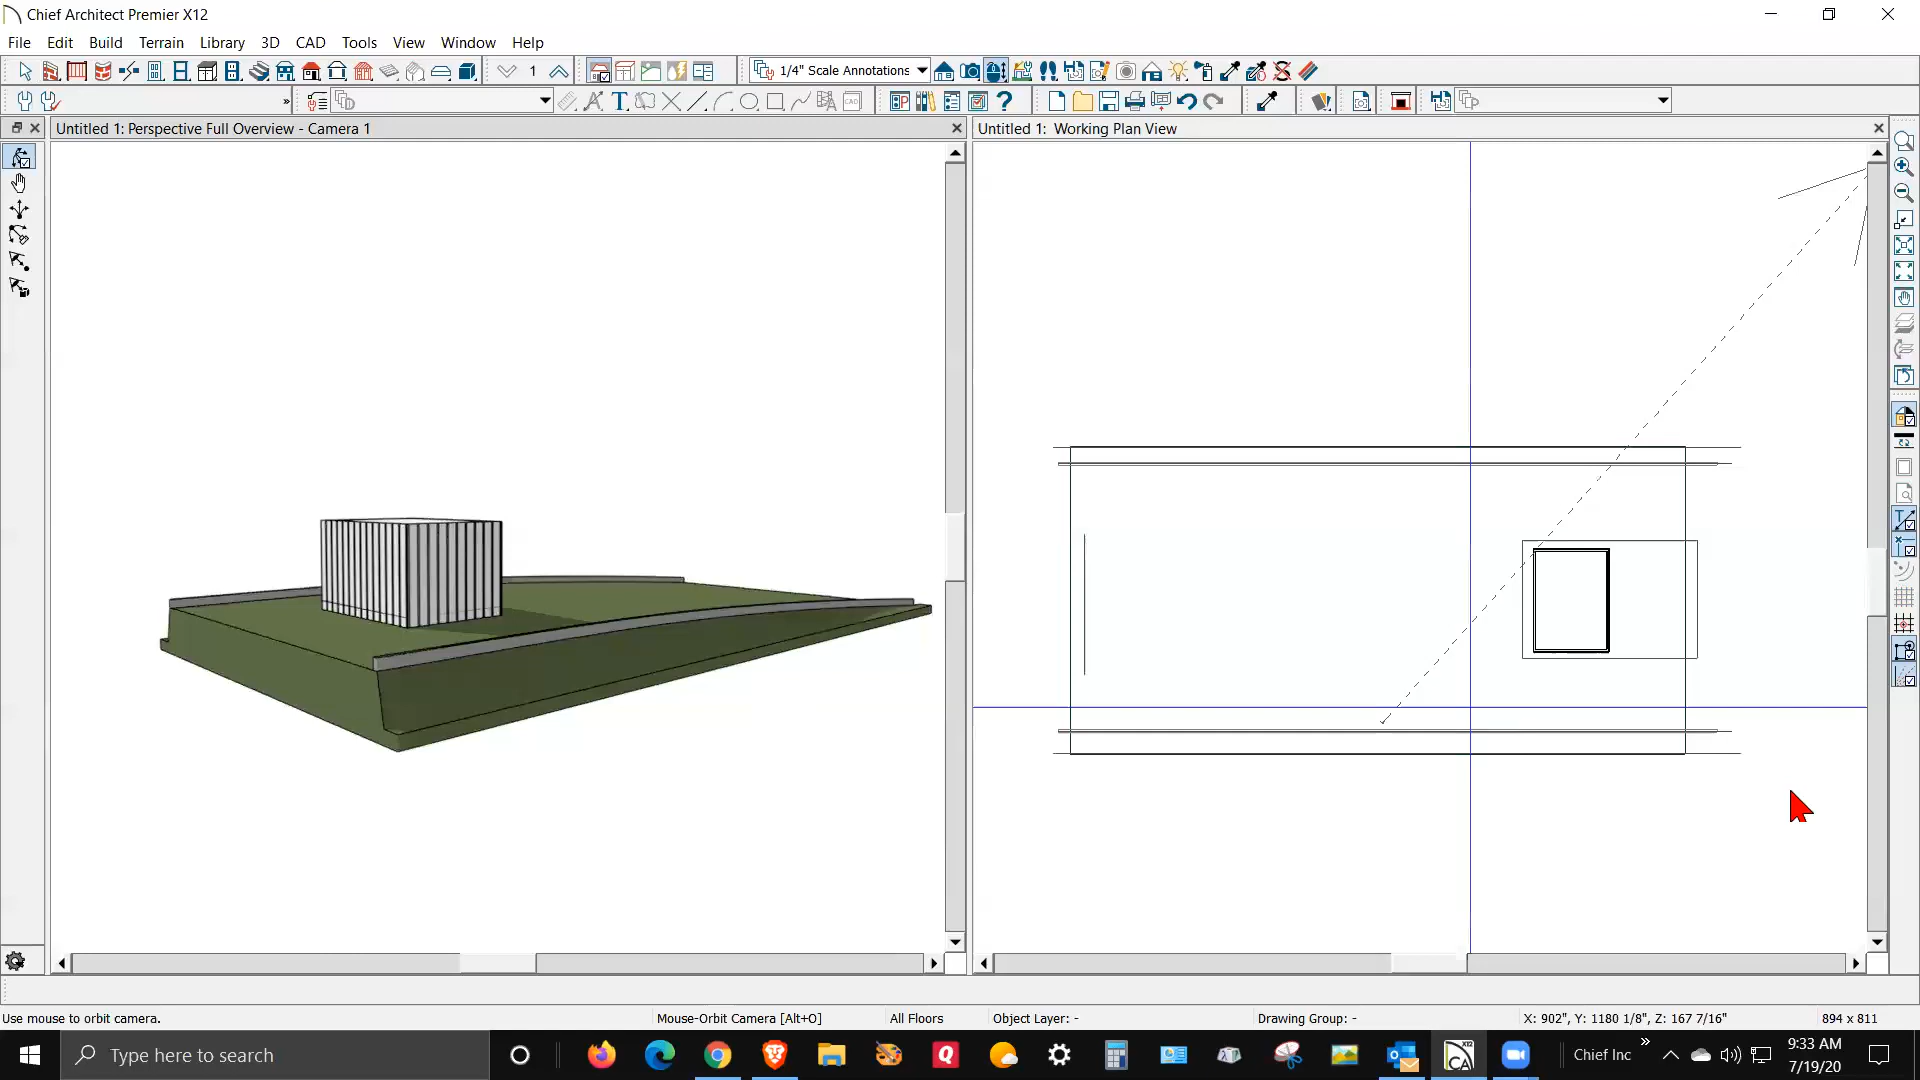 Chief Architect Premier X12
File Edit Build Terrain Library 3D CAD Tools View Window Help
1 1/4" Scale Annotations
Untitled 1: Perspective Full Overview - Camera 1
Untitled 1: Working Plan View
Use mouse to orbit camera. Mouse-Orbit Camera [Alt+O] All Floors Object Layer: - Drawing Group: - X: 902", Y: 1180 1/8", Z: 167 7/16" 894 x 811
Type here to search
Chief Inc
9:33 AM
7/19/20